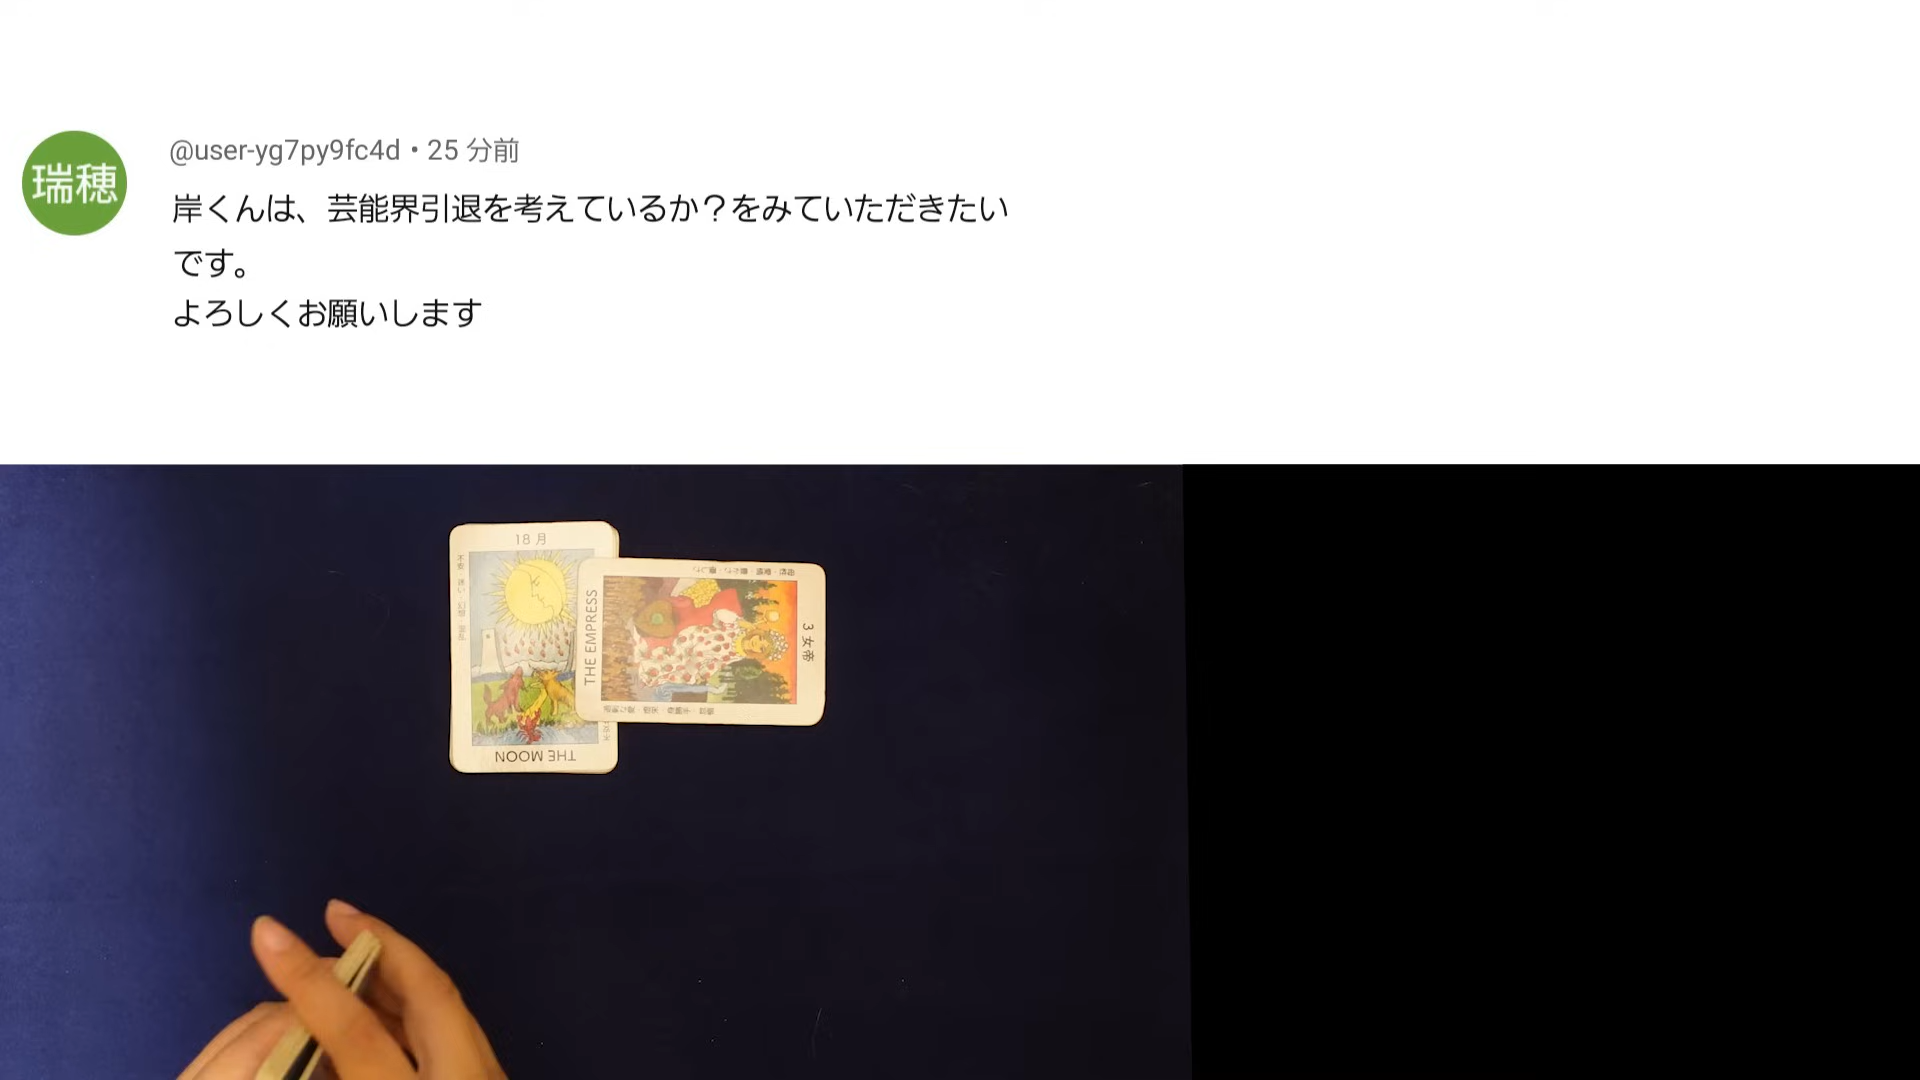 瑞穂
@user-yg7py9fc4d • 25 分前
岸くんは、芸能界引退を考えているか？をみていただきたい
です。
よろしくお願いします
18 月
THE MOON
THE EMPRESS
3 女帝